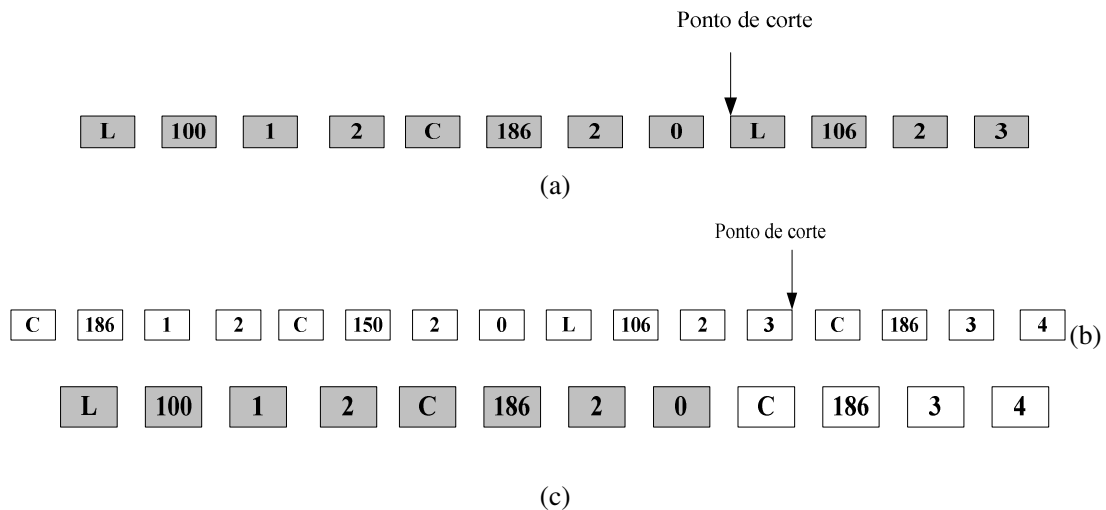 Ponto de corte
L 100 1 2 C 186 2 0 L 106 2 3
(a)
Ponto de corte
C 186 1 2 C 150 2 0 L 106 2 3 C 186 3 4 (b)
L 100 1 2 C 186 2 0 C 186 3 4
(c)